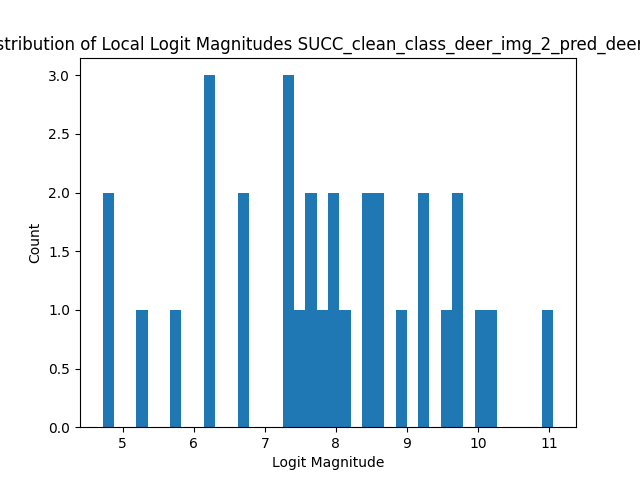 stribution of Local Logit Magnitudes SUCC_clean_class_deer_img_2_pred_deer
3.0
2.5
2.0
1.5
1.0
0.5
0.0
Count
5 6 7 8 9 10 11
Logit Magnitude